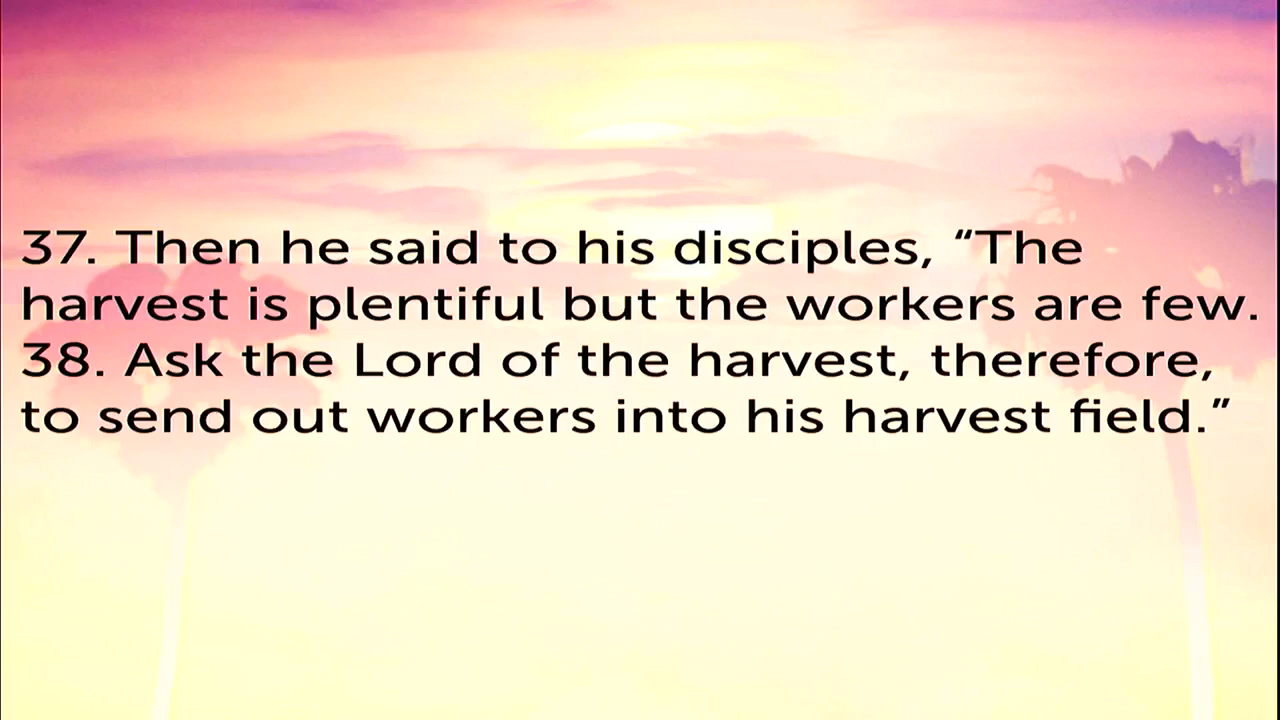 37. Then he said to his disciples, “The
harvest is plentiful but the workers are few.
38. Ask the Lord of the harvest, therefore,
to send out workers into his harvest field.”